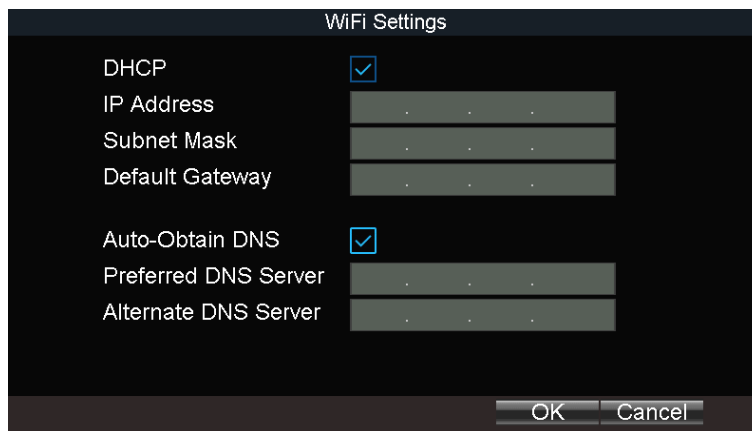 WiFi Settings
DHCP
IP Address . . .
Subnet Mask . . .
Default Gateway . . .
Auto-Obtain DNS
Preferred DNS Server . . .
Alternate DNS Server . . .
OK Cancel